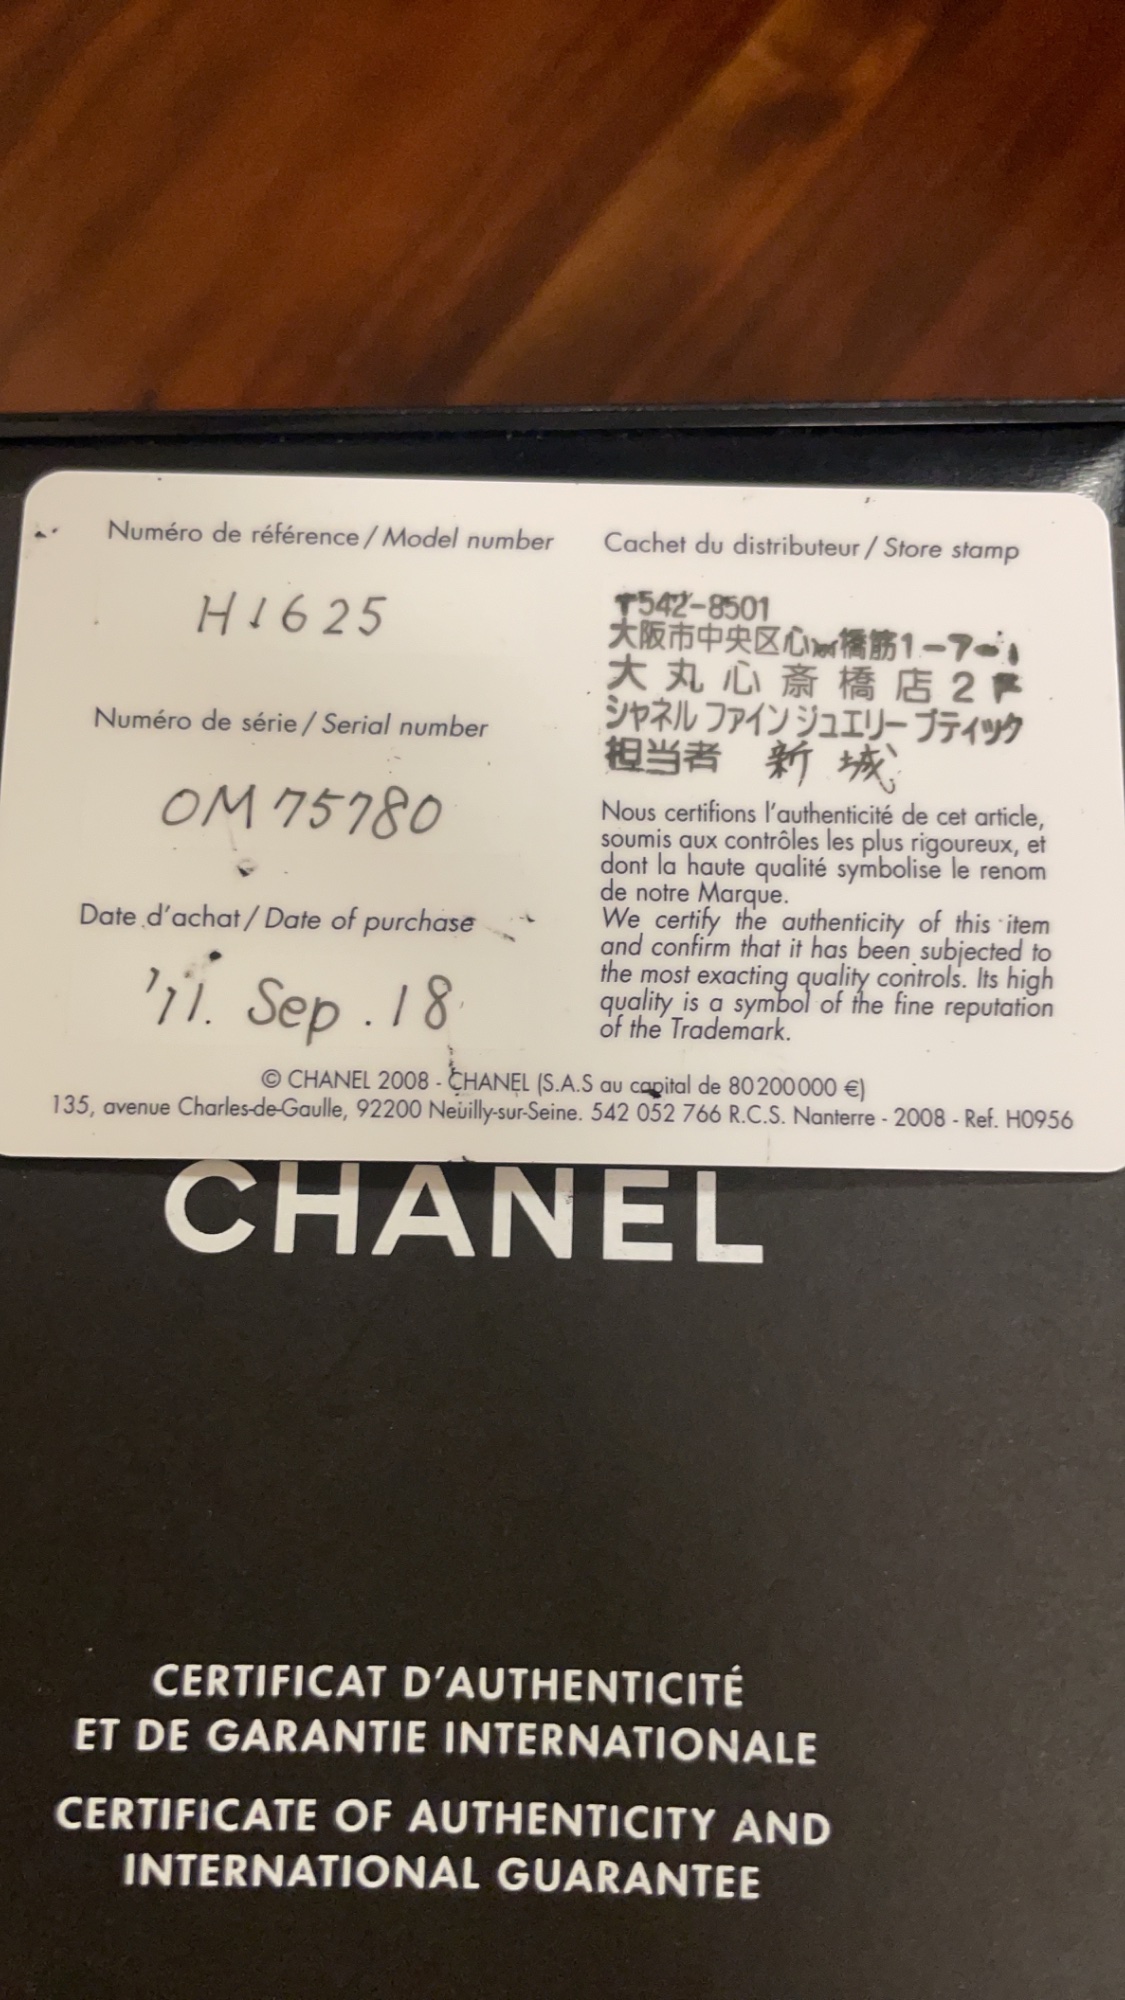 Numéro de référence / Model number
H1625
Numéro de série / Serial number
OM75780
Date d'achat / Date of purchase
'11. Sep. 18
Cachet du distributeur / Store stamp
〒542-8501
大阪市中央区心 橋筋1-7-1
大丸心斎橋店2F
シャネル ファインジュエリー ブティック
担当者 新城
Nous certifions l'authenticité de cet article,
soumis aux contrôles les plus rigoureux, et
dont la haute qualité symbolise le renom
de notre Marque.
We certify the authenticity of this item
and confirm that it has been subjected to
the most exacting quality controls. Its high
quality is a symbol of the fine reputation
of the Trademark.
© CHANEL 2008 - CHANEL (S.A.S au capital de 80200000 €)
135, avenue Charles-de-Gaulle, 92200 Neuilly-sur-Seine. 542 052 766 R.C.S. Nanterre - 2008 - Ref. H0956
CHANEL
CERTIFICAT D'AUTHENTICITÉ
ET DE GARANTIE INTERNATIONALE
CERTIFICATE OF AUTHENTICITY AND
INTERNATIONAL GUARANTEE